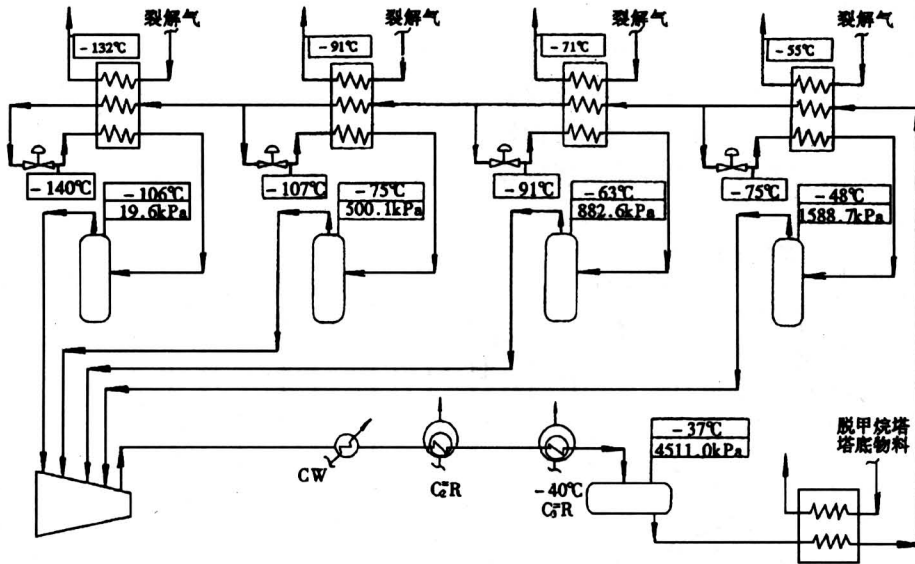 裂解气
裂解气
裂解气
裂解气
-132℃
-91℃
-71℃
-55℃
-140℃
-107℃
-91℃
-75℃
-106℃
19.6kPa
-75℃
500.1kPa
-63℃
882.6kPa
-48℃
1588.7kPa
CW
C₂⁼R
-40℃
C₃⁼R
-37℃
4511.0kPa
脱甲烷塔
塔底物料